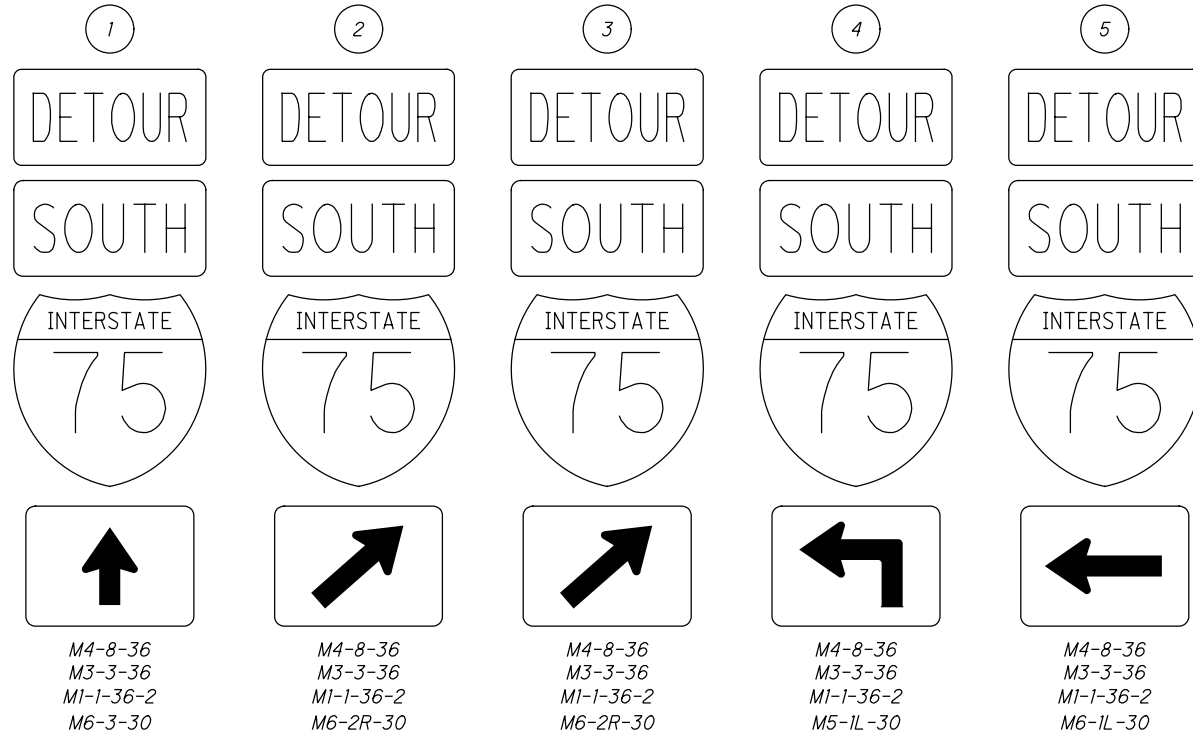 1
DETOUR
SOUTH
INTERSTATE
75
M4-8-36
M3-3-36
M1-1-36-2
M6-3-30
2
DETOUR
SOUTH
INTERSTATE
75
M4-8-36
M3-3-36
M1-1-36-2
M6-2R-30
3
DETOUR
SOUTH
INTERSTATE
75
M4-8-36
M3-3-36
M1-1-36-2
M6-2R-30
4
DETOUR
SOUTH
INTERSTATE
75
M4-8-36
M3-3-36
M1-1-36-2
M5-1L-30
5
DETOUR
SOUTH
INTERSTATE
75
M4-8-36
M3-3-36
M1-1-36-2
M6-1L-30